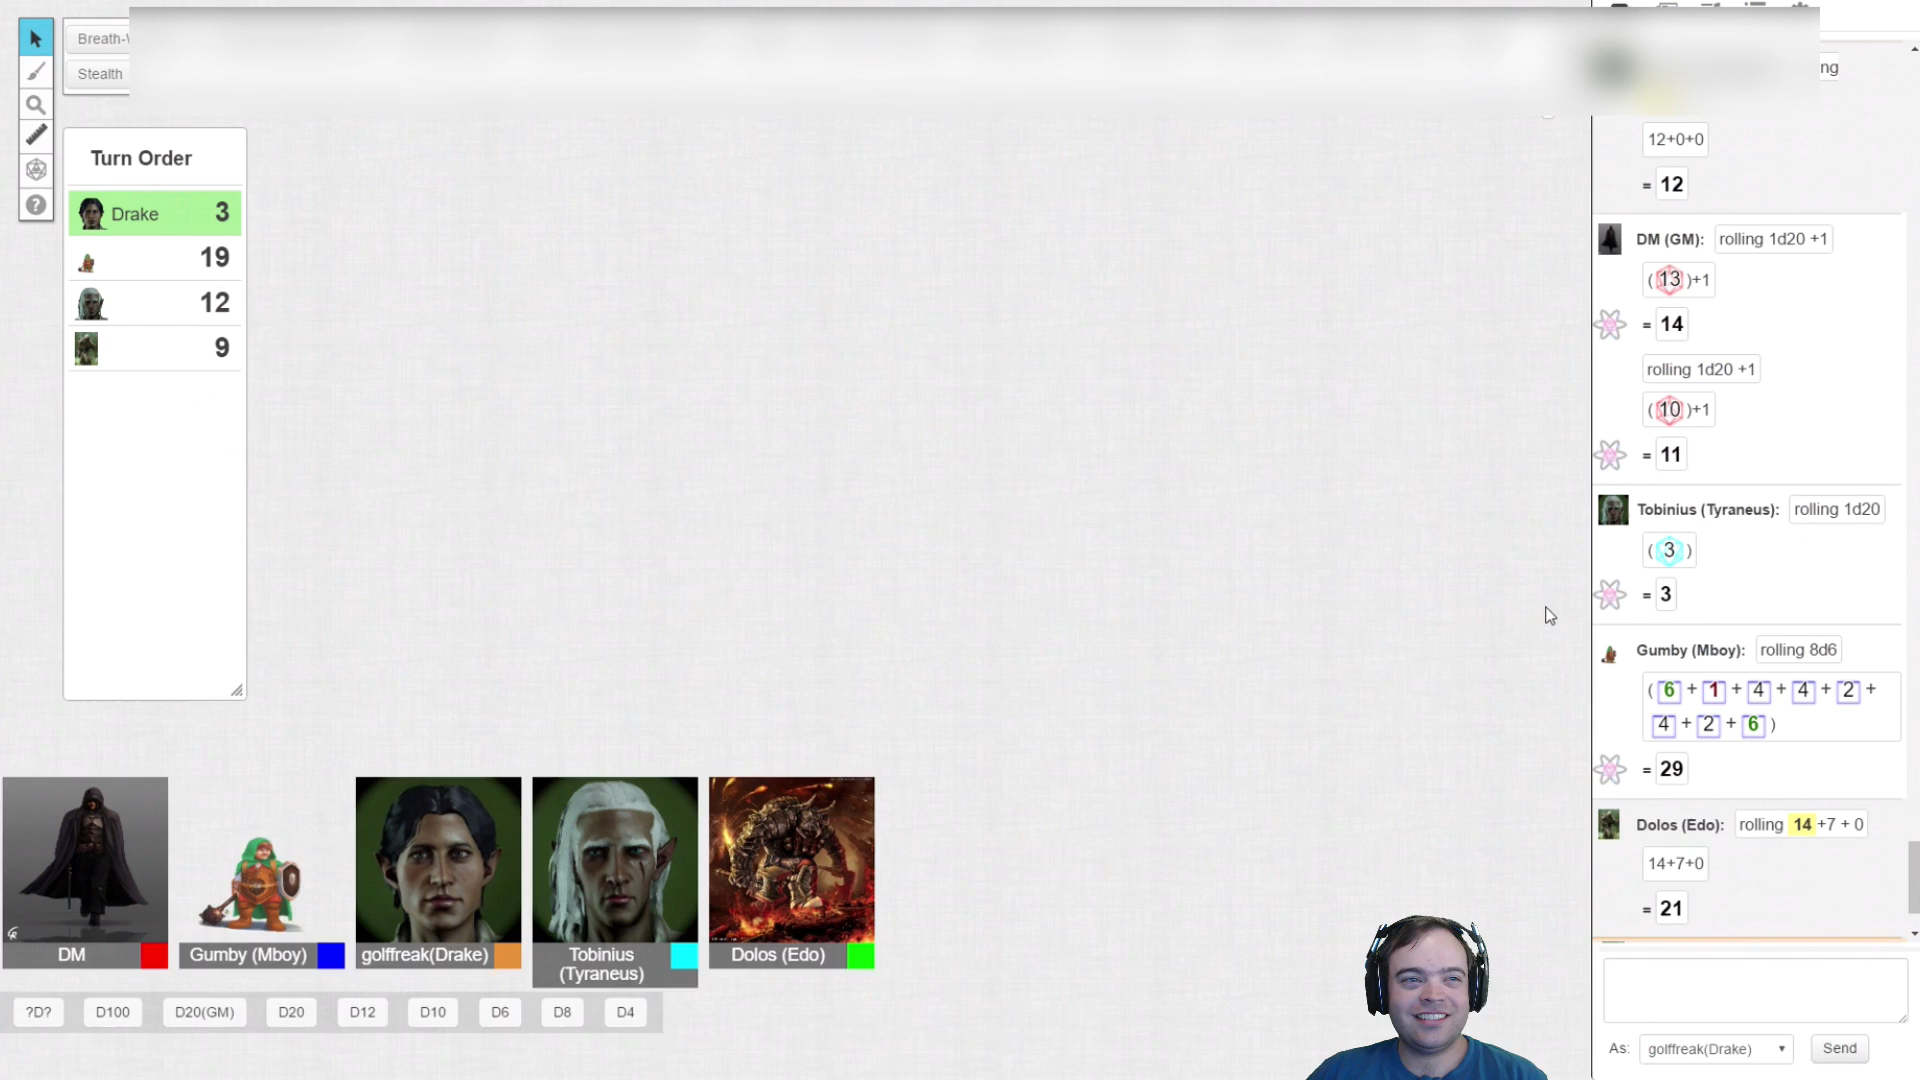 Breath-
Stealth
ng
Turn Order
Drake 3
19
12
9
12+0+0
= 12
DM (GM): rolling 1d20 +1
(13)+1
= 14
rolling 1d20 +1
(10)+1
= 11
Tobinius (Tyraneus): rolling 1d20
(3)
= 3
Gumby (Mboy): rolling 8d6
(6 + 1 + 4 + 4 + 2 +
4 + 2 + 6)
= 29
Dolos (Edo): rolling 14 +7 + 0
14+7+0
= 21
DM
Gumby (Mboy)
golffreak(Drake)
Tobinius
(Tyraneus)
Dolos (Edo)
?D?
D100
D20(GM)
D20
D12
D10
D6
D8
D4
As: golffreak(Drake) Send